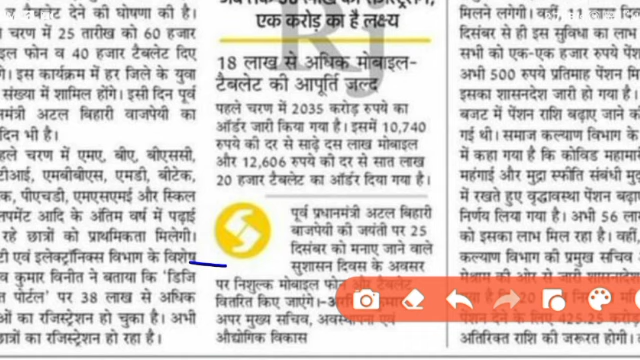 टैबलेट देने की घोषणा की है।
चरण में 25 तारीख को 60 हजार
फोन व 40 हजार टैबलेट दिए
गे। इस कार्यक्रम में हर जिले के युवा
संख्या में शामिल होंगे। इसी दिन पूर्व
मंत्री अटल बिहारी वाजपेयी का
दिन भी है।
हले चरण में एमए, बीए, बीएससी,
टीआई, एमबीबीएस, एमडी, बीटेक,
क, पीएचडी, एमएसएमई और स्किल
लपमेंट आदि के अंतिम वर्ष में पढ़ाई
रहे छात्रों को प्राथमिकता मिलेगी।
टी एवं इलेक्ट्रॉनिक्स विभाग के विशेष
व कुमार विनीत ने बताया कि 'डिजि
त पोर्टल' पर 38 लाख से अधिक
ओं का रजिस्ट्रेशन हो चुका है। अभी
छात्रों का रजिस्ट्रेशन हो रहा है।
एक करोड़ का है लक्ष्य
18 लाख से अधिक मोबाइल-
टैबलेट की आपूर्ति जल्द
पहले चरण में 2035 करोड़ रुपये का
ऑर्डर जारी किया गया है। इसमें 10,740
रुपये की दर से साढ़े दस लाख मोबाइल
और 12,606 रुपये की दर से सात लाख
20 हजार टैबलेट का ऑर्डर दिया गया है।
पूर्व प्रधानमंत्री अटल बिहारी
वाजपेयी की जयंती पर 25
दिसंबर को मनाए जाने वाले
सुशासन दिवस के अवसर
पर निशुल्क मोबाइल फोन और टैबलेट
वितरित किए जाएंगे।
अपर मुख्य सचिव, अवस्थापना एवं
औद्योगिक विकास
मिलने लगेगी। वहीं,
दिसंबर से ही इस सुविधा का लाभ
सभी को एक-एक हजार रुपये पें
अभी 500 रुपये प्रतिमाह पेंशन मि
इसका शासनादेश जारी हो गया है।
बजट में पेंशन राशि बढ़ाए जाने क
गई थी। समाज कल्याण विभाग के
में कहा गया है कि कोविड महामा
महंगाई और मुद्रा स्फीति संबंधी मुद
में रखते हुए वृद्धावस्था पेंशन बढ़ा
निर्णय लिया गया है। अभी 56 ला
को इसका लाभ मिल रहा है। वहीं,
कल्याण विभाग की प्रमुख सचिव
425.25 करोड़
अतिरिक्त राशि की जरूरत होगी।